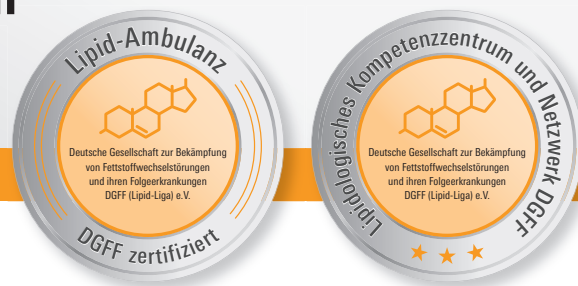 Lipid-Ambulanz
Deutsche Gesellschaft zur Bekämpfung
von Fettstoffwechselstörungen
und ihren Folgeerkrankungen
DGFF (Lipid-Liga) e.V.
DGFF zertifiziert
Lipidologisches Kompetenzzentrum und Netzwerk DGFF
Deutsche Gesellschaft zur Bekämpfung
von Fettstoffwechselstörungen
und ihren Folgeerkrankungen
DGFF (Lipid-Liga) e.V.